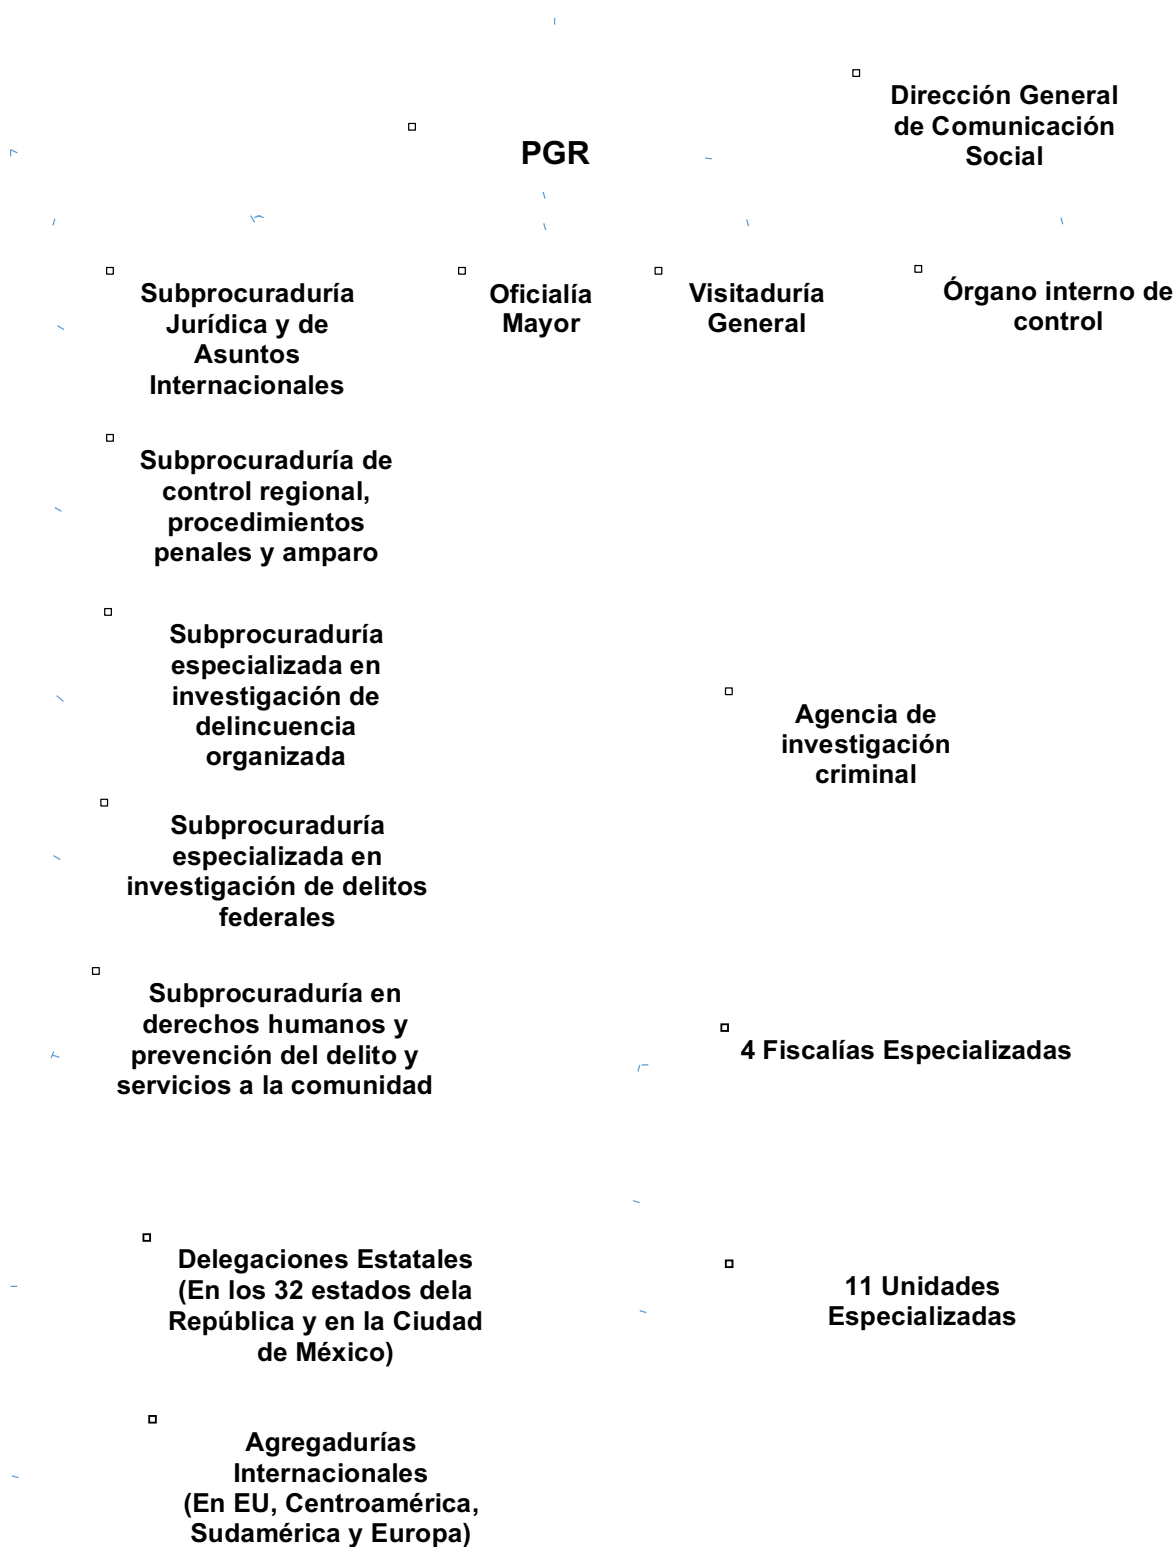 Dirección General
de Comunicación
Social
PGR
Subprocuraduría
Jurídica y de
Asuntos
Internacionales
Oficialía
Mayor
Visitaduría
General
Órgano interno de
control
Subprocuraduría de
control regional,
procedimientos
penales y amparo
Subprocuraduría
especializada en
investigación de
delincuencia
organizada
Agencia de
investigación
criminal
Subprocuraduría
especializada en
investigación de delitos
federales
Subprocuraduría en
derechos humanos y
prevención del delito y
servicios a la comunidad
4 Fiscalías Especializadas
Delegaciones Estatales
(En los 32 estados dela
República y en la Ciudad
de México)
11 Unidades
Especializadas
Agregadurías
Internacionales
(En EU, Centroamérica,
Sudamérica y Europa)